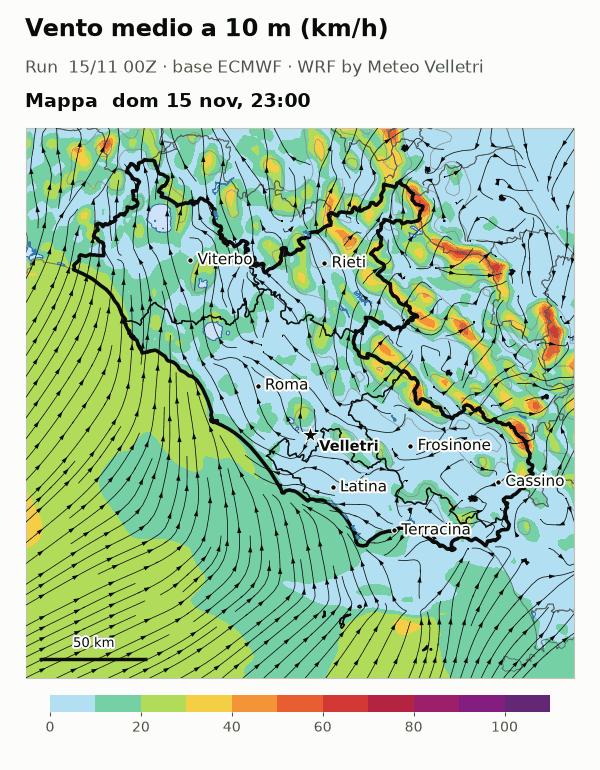 Vento medio a 10 m (km/h)
Run 15/11 00Z · base ECMWF · WRF by Meteo Velletri
Mappa dom 15 nov, 23:00
Viterbo
Rieti
Roma
Velletri
Frosinone
Latina
Cassino
Terracina
50 km
0 20 40 60 80 100